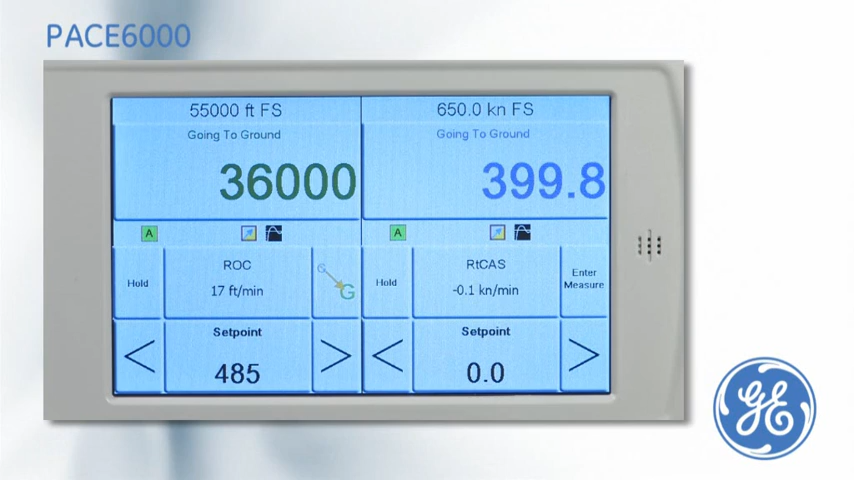 PACE6000
55000 ft FS
Going To Ground
36000
A
ROC
17 ft/min
Hold
G
G
Setpoint
< 485 >
650.0 kn FS
Going To Ground
399.8
A
RtCAS
-0.1 kn/min
Hold
Enter
Measure
Setpoint
< 0.0 >
GE